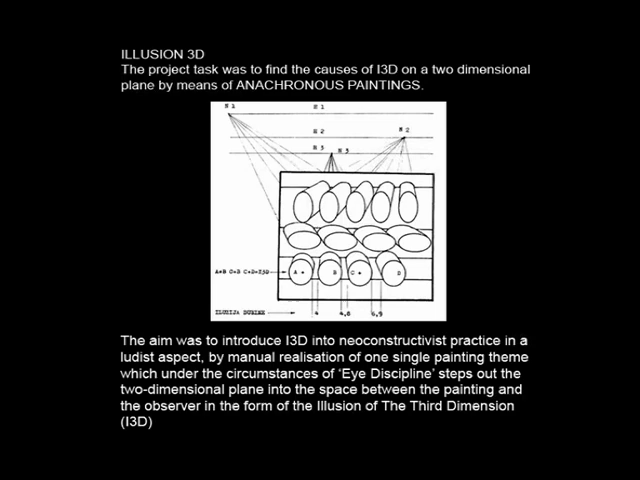 ILLUSION 3D
The project task was to find the causes of I3D on a two dimensional
plane by means of ANACHRONOUS PAINTINGS.
N 1
H 1
H 2
N 2
H 3
N 3
A B C D
ILUZIJA DUBINE 4 4,8 6,9
The aim was to introduce I3D into neoconstructivist practice in a
ludist aspect, by manual realisation of one single painting theme
which under the circumstances of ‘Eye Discipline’ steps out the
two-dimensional plane into the space between the painting and
the observer in the form of the Illusion of The Third Dimension
(I3D)